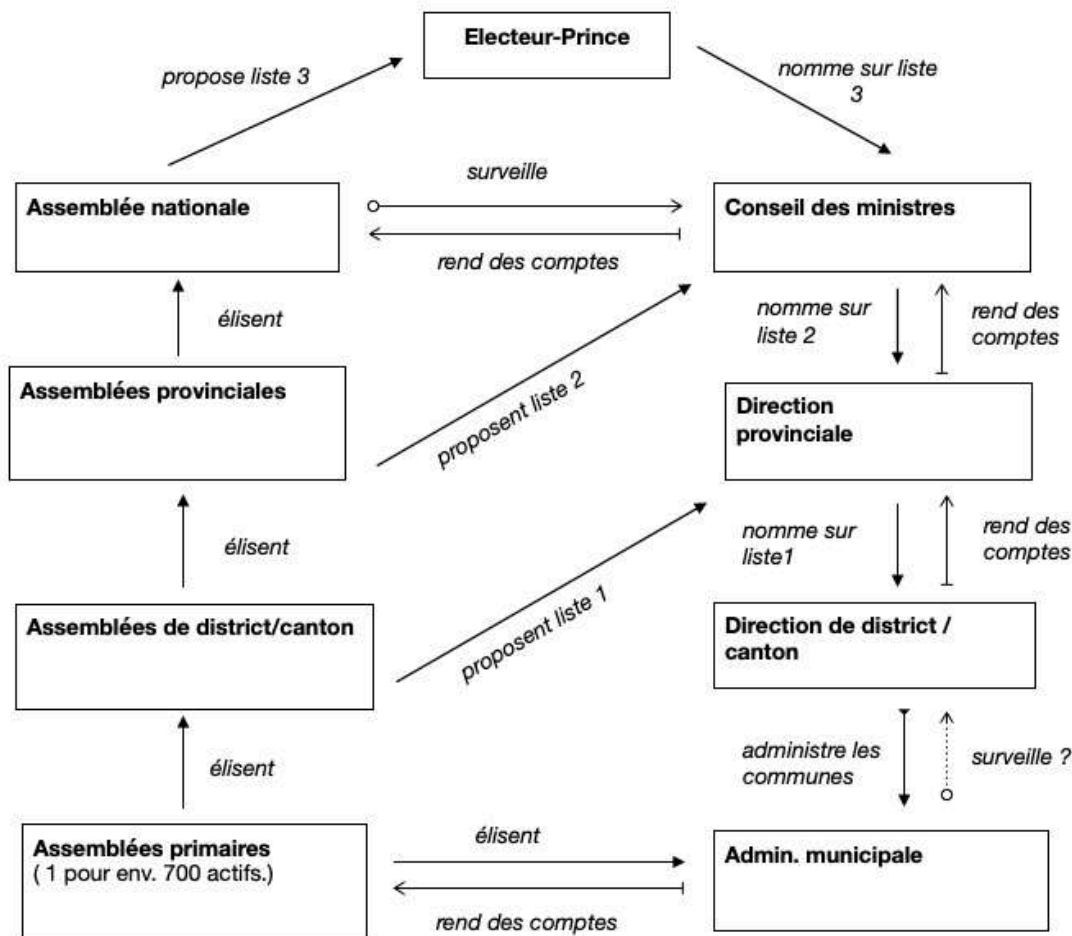 Electeur-Prince
propose liste 3
nomme sur liste
3
Assemblée nationale
surveille
rend des comptes
Conseil des ministres
élisent
proposent liste 2
nomme sur
liste 2
rend des
comptes
Assemblées provinciales
Direction
provinciale
élisent
proposent liste 1
nomme sur
liste1
rend des
comptes
Assemblées de district/canton
Direction de district /
canton
élisent
administre les
communes
surveille ?
Assemblées primaires
( 1 pour env. 700 actifs.)
élisent
rend des comptes
Admin. municipale